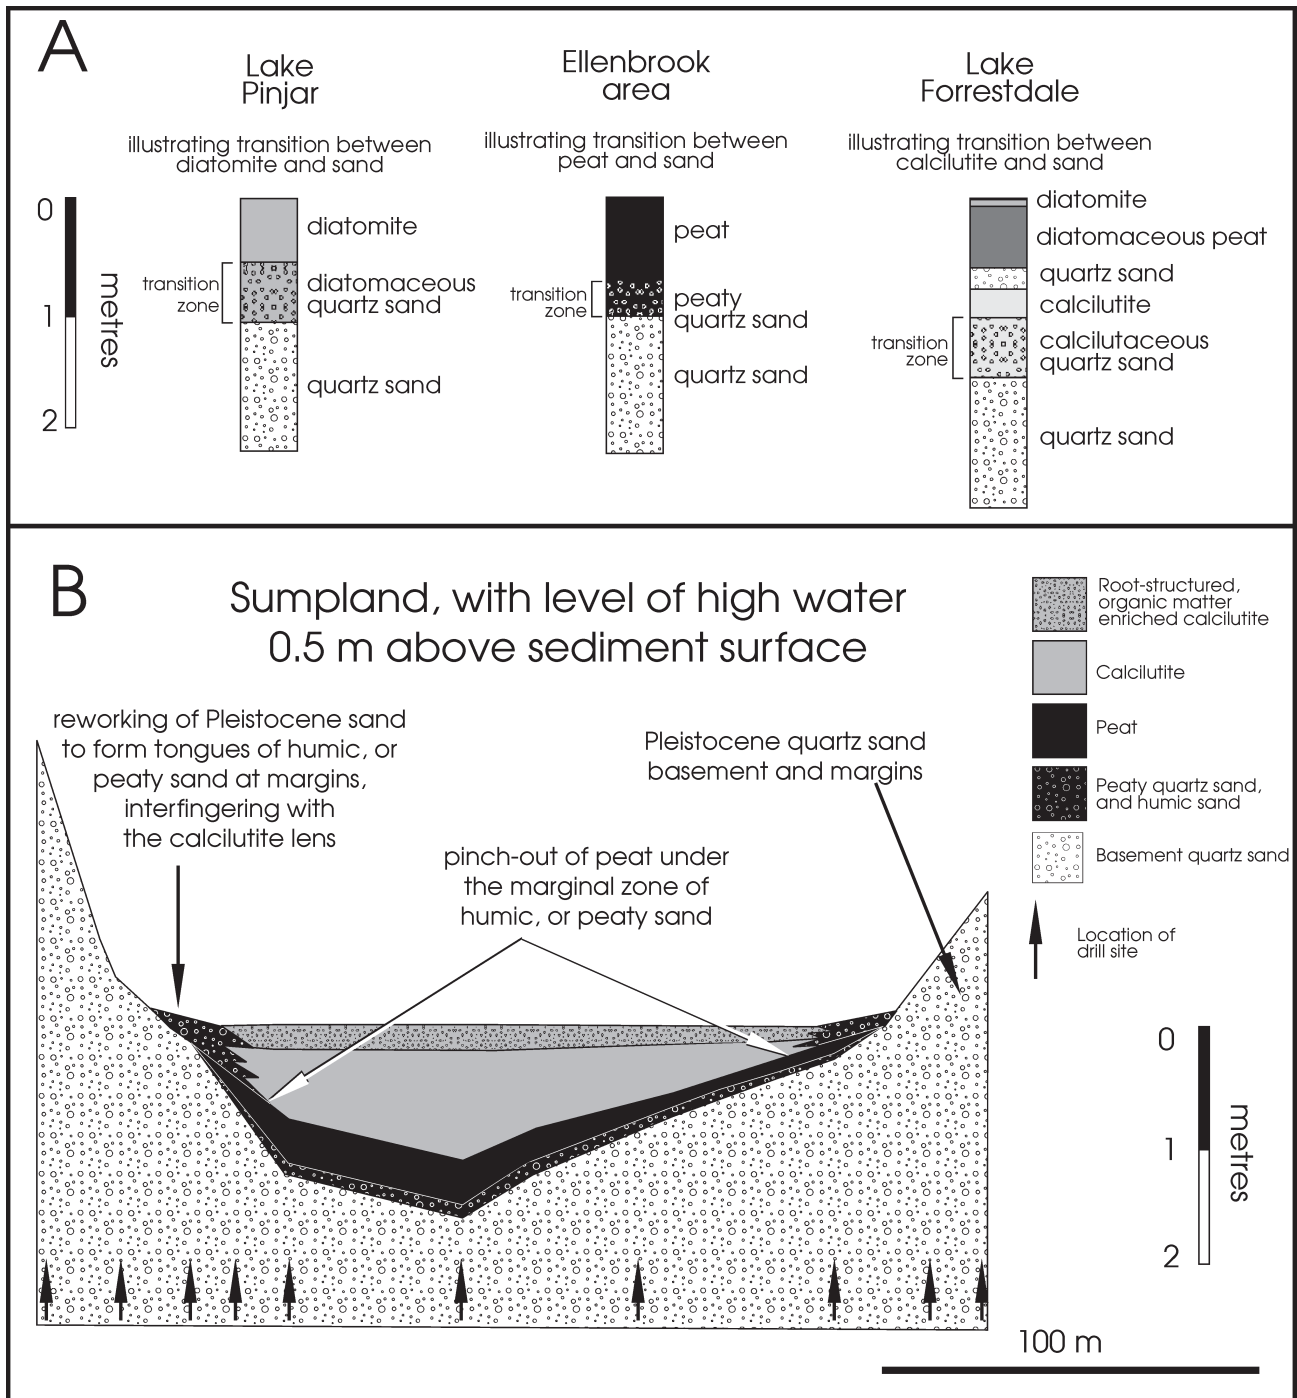 A
Lake
Pinjar
illustrating transition between
diatomite and sand
Ellenbrook
area
illustrating transition between
peat and sand
Lake
Forrestdale
illustrating transition between
calcilutite and sand
0
1
2
metres
diatomite
transition
zone
diatomaceous
quartz sand
quartz sand
peat
transition
zone
peaty
quartz sand
quartz sand
diatomite
diatomaceous peat
quartz sand
calcilutite
transition
zone
calcilutaceous
quartz sand
quartz sand
B
Sumpland, with level of high water
0.5 m above sediment surface
reworking of Pleistocene sand
to form tongues of humic, or
peaty sand at margins,
interfingering with
the calcilutite lens
pinch-out of peat under
the marginal zone of
humic, or peaty sand
Pleistocene quartz sand
basement and margins
Root-structured,
organic matter
enriched calcilutite
Calcilutite
Peat
Peaty quartz sand,
and humic sand
Basement quartz sand
Location of
drill site
0
1
2
metres
100 m